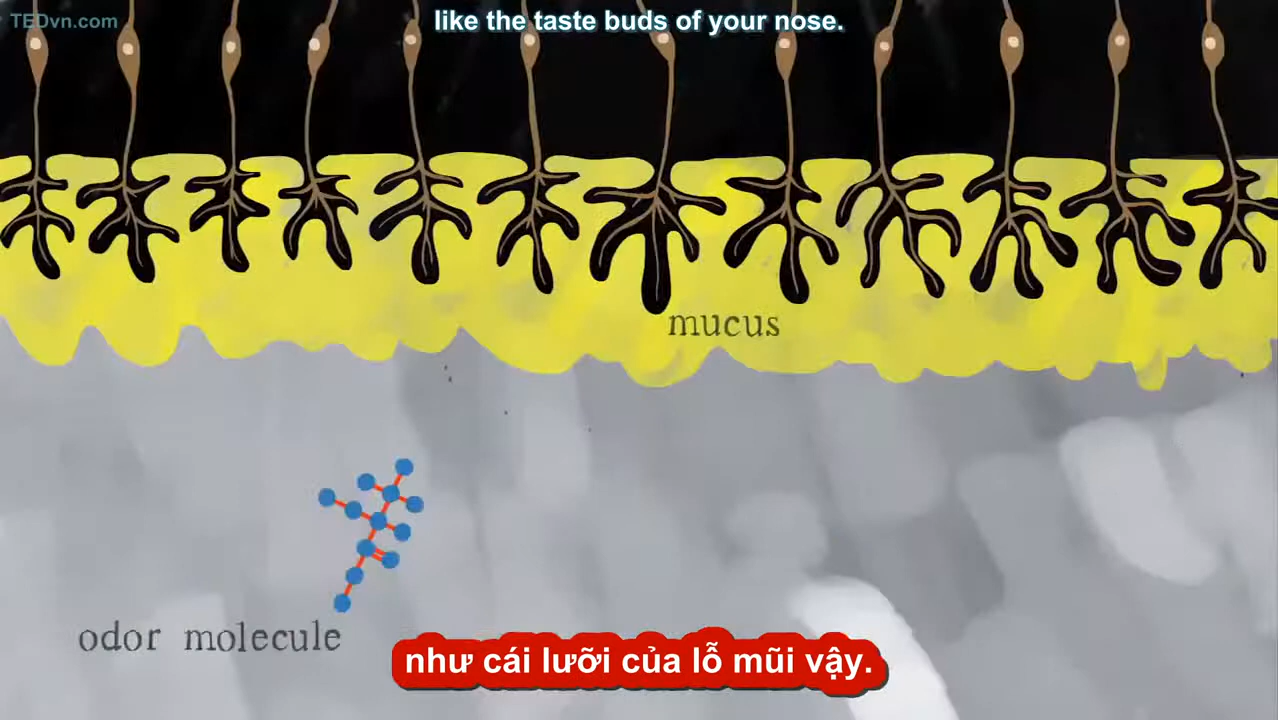 TEDvn.com
like the taste buds of your nose.
mucus
odor molecule
như cái lưỡi của lỗ mũi vậy.